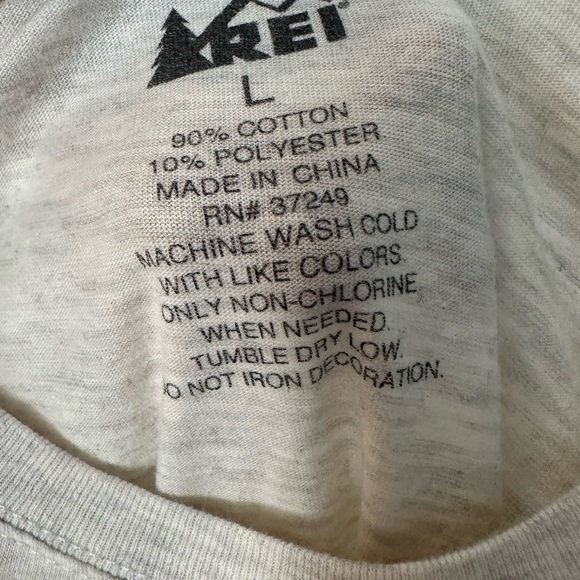 REI®
L
90% COTTON
10% POLYESTER
MADE IN CHINA
RN# 37249
MACHINE WASH COLD
WITH LIKE COLORS.
ONLY NON-CHLORINE
WHEN NEEDED.
TUMBLE DRY LOW.
DO NOT IRON DECORATION.